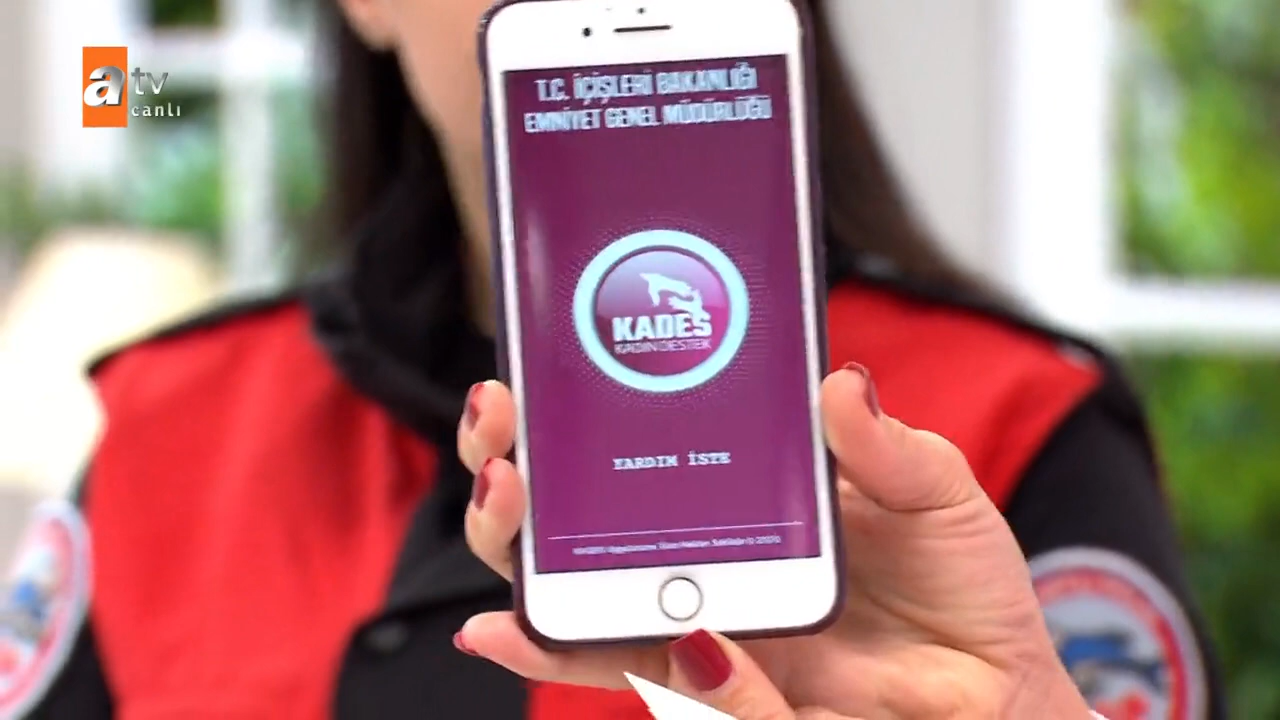 atv
canlı
T.C. İÇİŞLERİ BAKANLIĞI
EMNİYET GENEL MÜDÜRLÜĞÜ
KADES
KADIN DESTEK
YARDIM İSTE